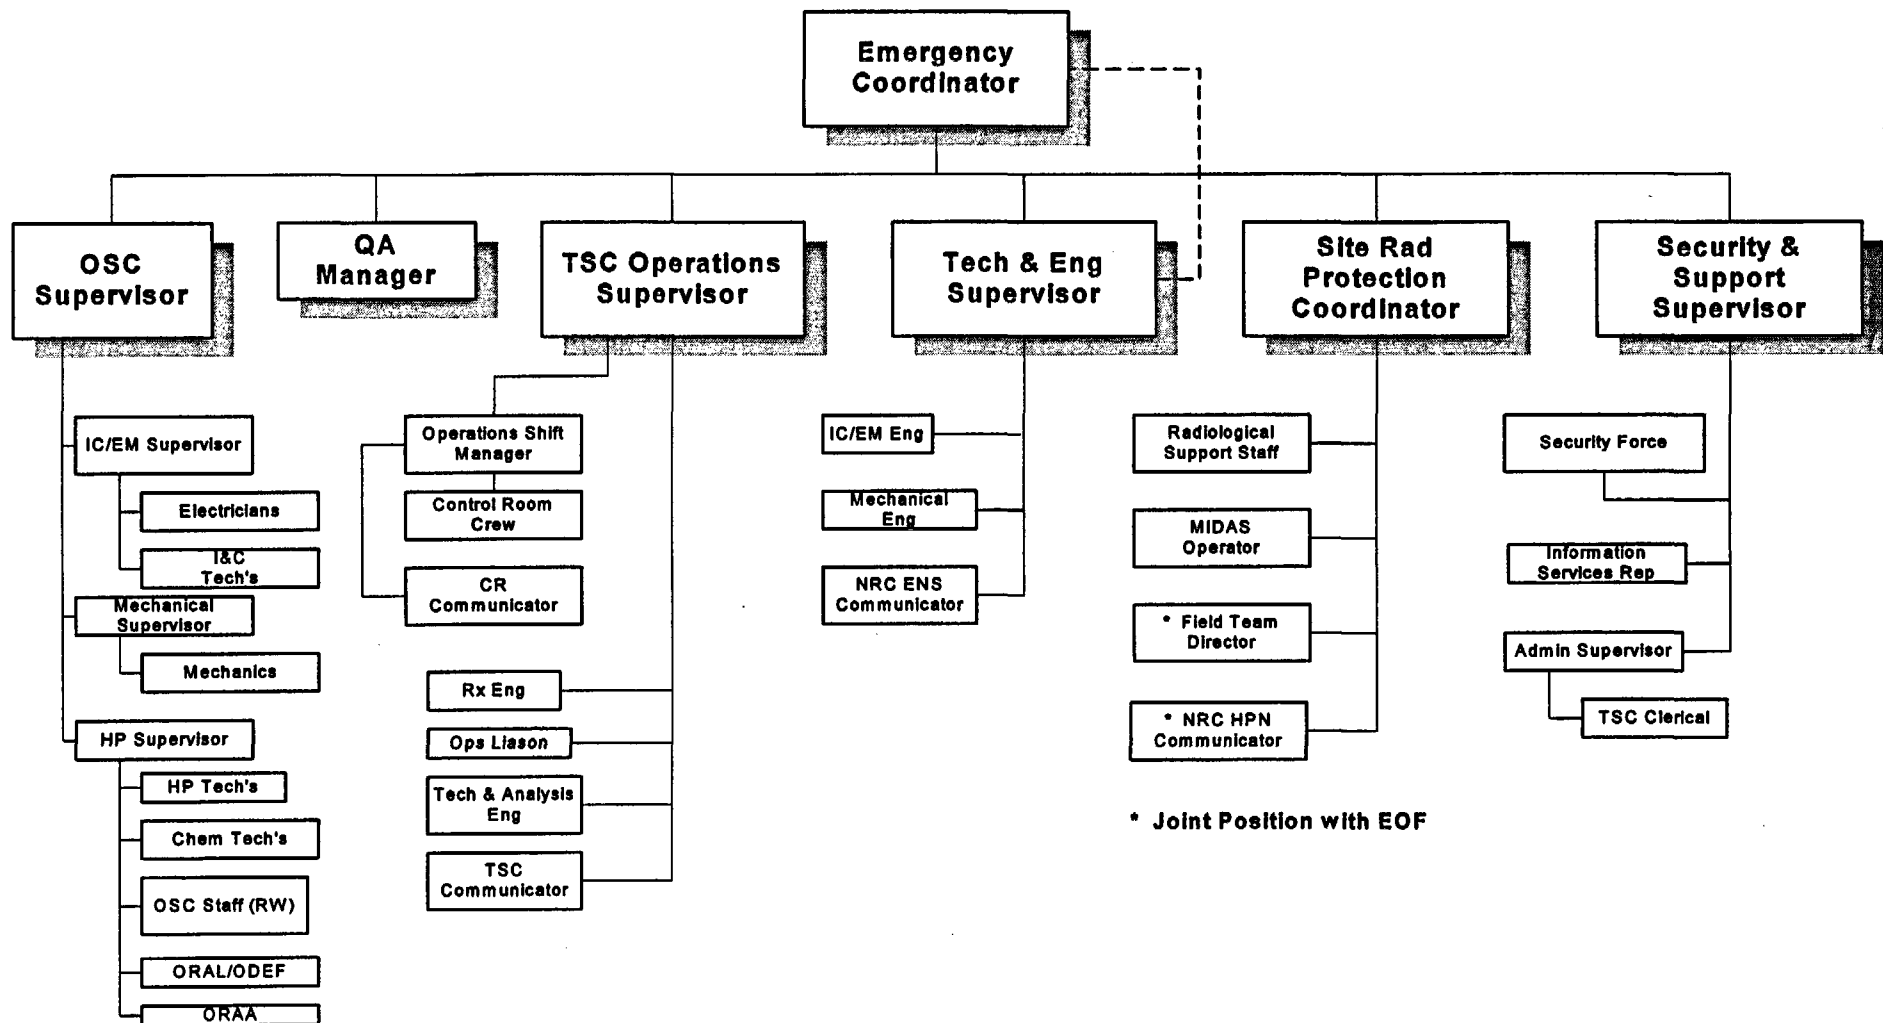 Emergency
Coordinator
OSC
Supervisor
QA
Manager
TSC Operations
Supervisor
Tech & Eng
Supervisor
Site Rad
Protection
Coordinator
Security &
Support
Supervisor
IC/EM Supervisor
Electricians
I&C
Tech's
Mechanical
Supervisor
Mechanics
HP Supervisor
HP Tech's
Chem Tech's
OSC Staff (RW)
ORAL/ODEF
ORAA
Operations Shift
Manager
Control Room
Crew
CR
Communicator
Rx Eng
Ops Liason
Tech & Analysis
Eng
TSC
Communicator
IC/EM Eng
Mechanical
Eng
NRC ENS
Communicator
Radiological
Support Staff
MIDAS
Operator
* Field Team
Director
* NRC HPN
Communicator
* Joint Position with EOF
Security Force
Information
Services Rep
Admin Supervisor
TSC Clerical